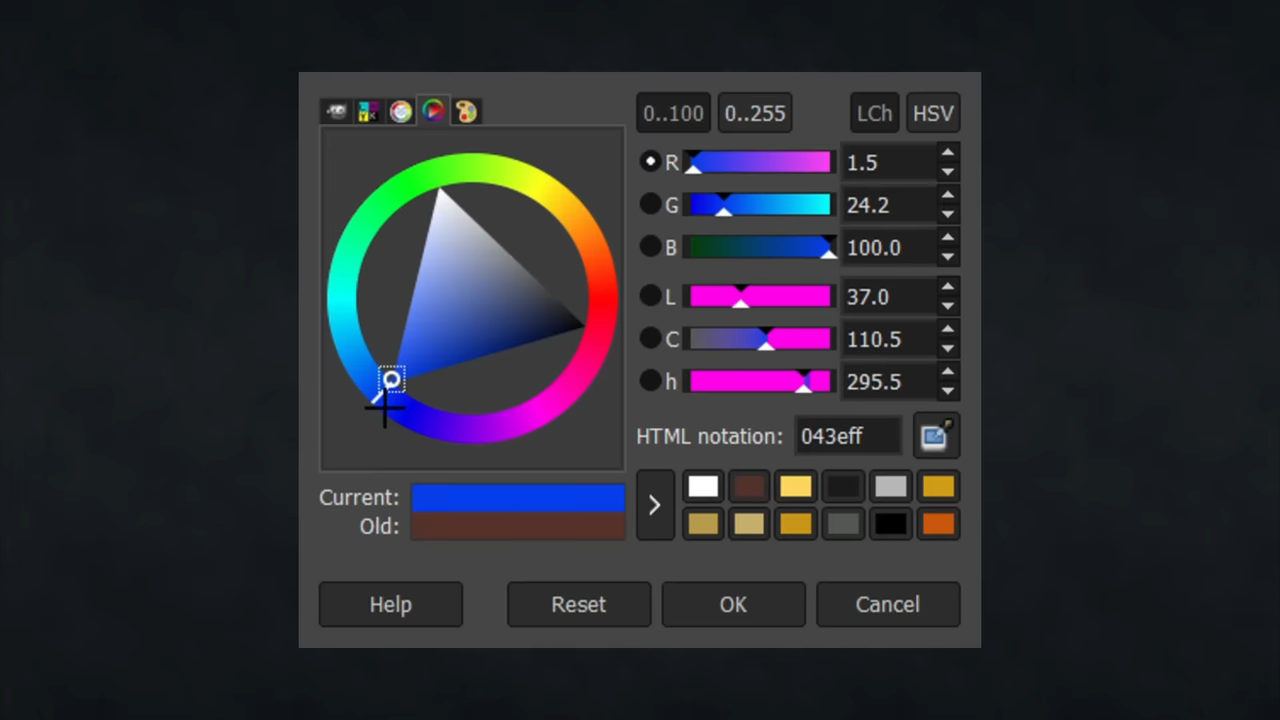 0..100 0..255 LCh HSV
R 1.5
G 24.2
B 100.0
L 37.0
C 110.5
h 295.5
HTML notation: 043eff
Current:
Old:
Help Reset OK Cancel